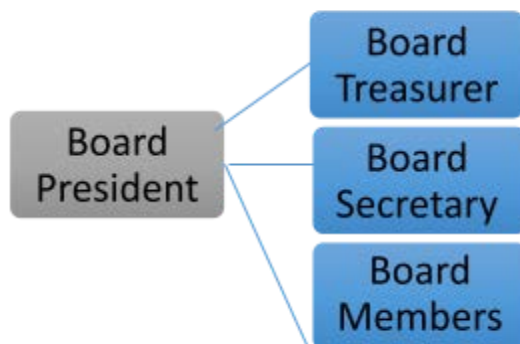 Board
Treasurer
Board
President
Board
Secretary
Board
Members